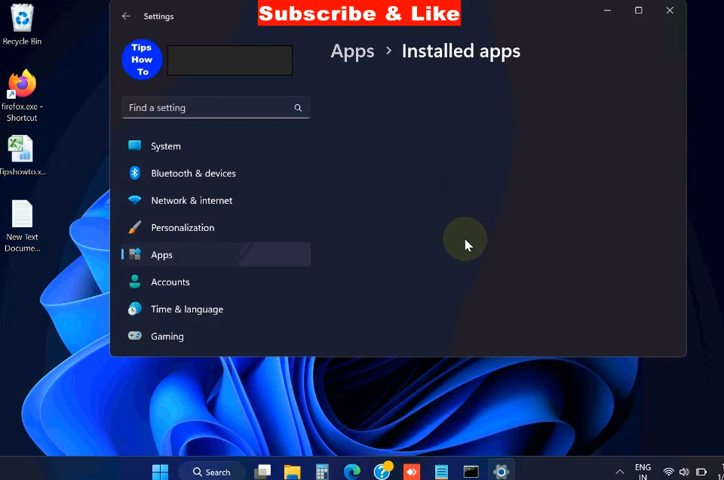 Subscribe & Like
Settings
Recycle Bin
Tips
How
To
Apps > Installed apps
firefox.exe -
Shortcut
Find a setting
System
Tipshowto.x...
Bluetooth & devices
Network & internet
New Text
Docume...
Personalization
Apps
Accounts
Time & language
Gaming
Search
ENG
IN